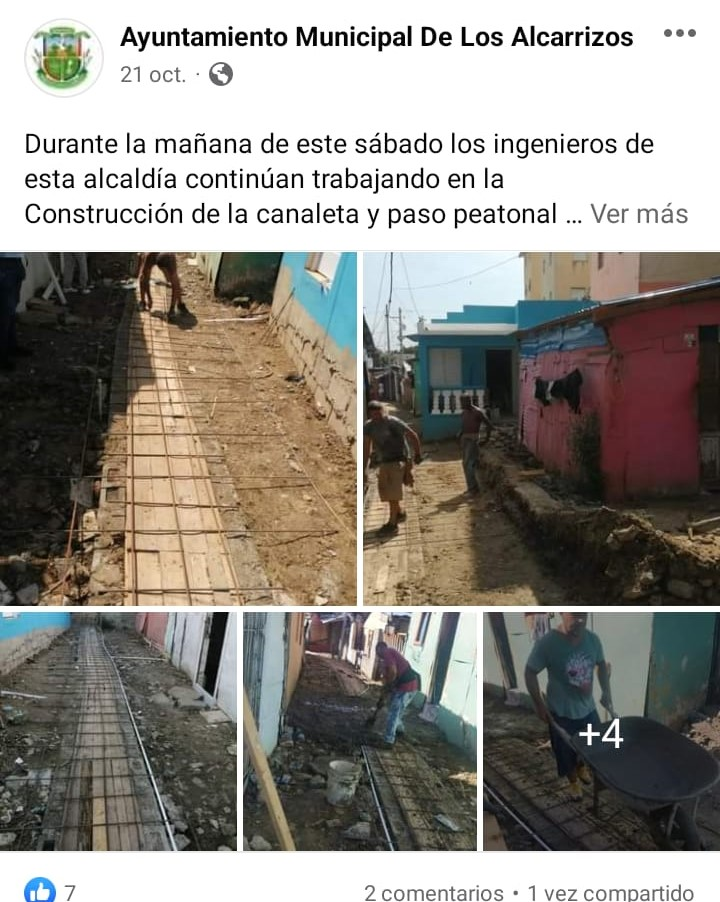 Ayuntamiento Municipal De Los Alcarrizos
21 oct. ·
Durante la mañana de este sábado los ingenieros de
esta alcaldía continúan trabajando en la
Construcción de la canaleta y paso peatonal ... Ver más
+4
7
2 comentarios • 1 vez compartido